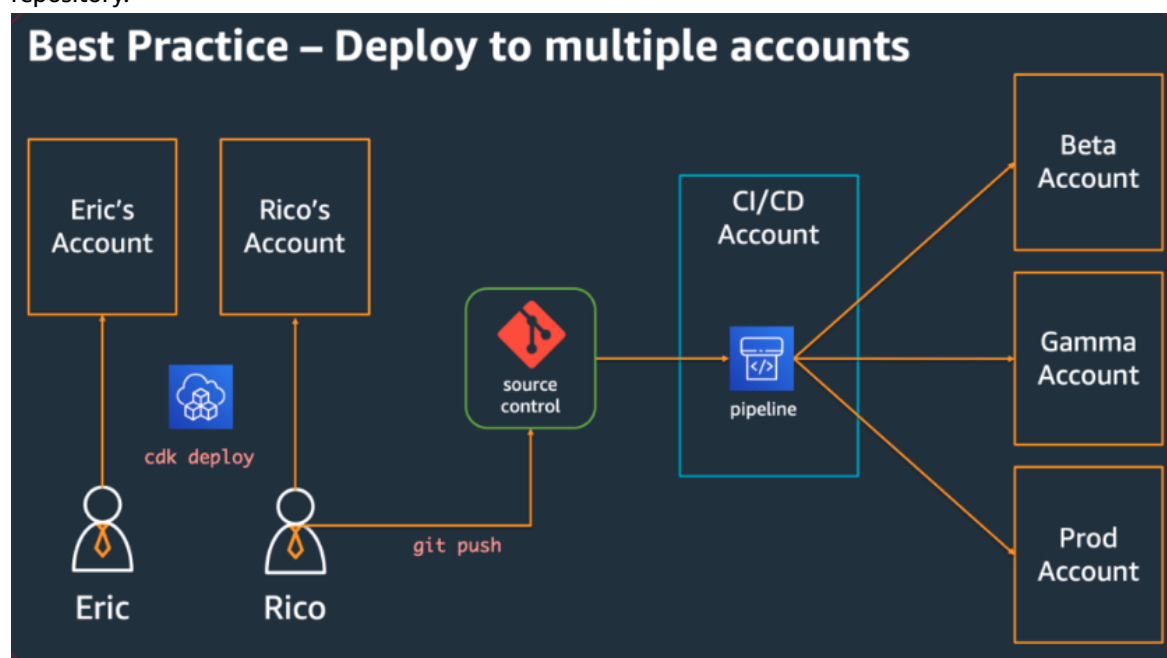 repository.
Best Practice – Deploy to multiple accounts
Eric's
Account
Rico's
Account
cdk deploy
Eric
Rico
git push
source
control
CI/CD
Account
pipeline
Beta
Account
Gamma
Account
Prod
Account